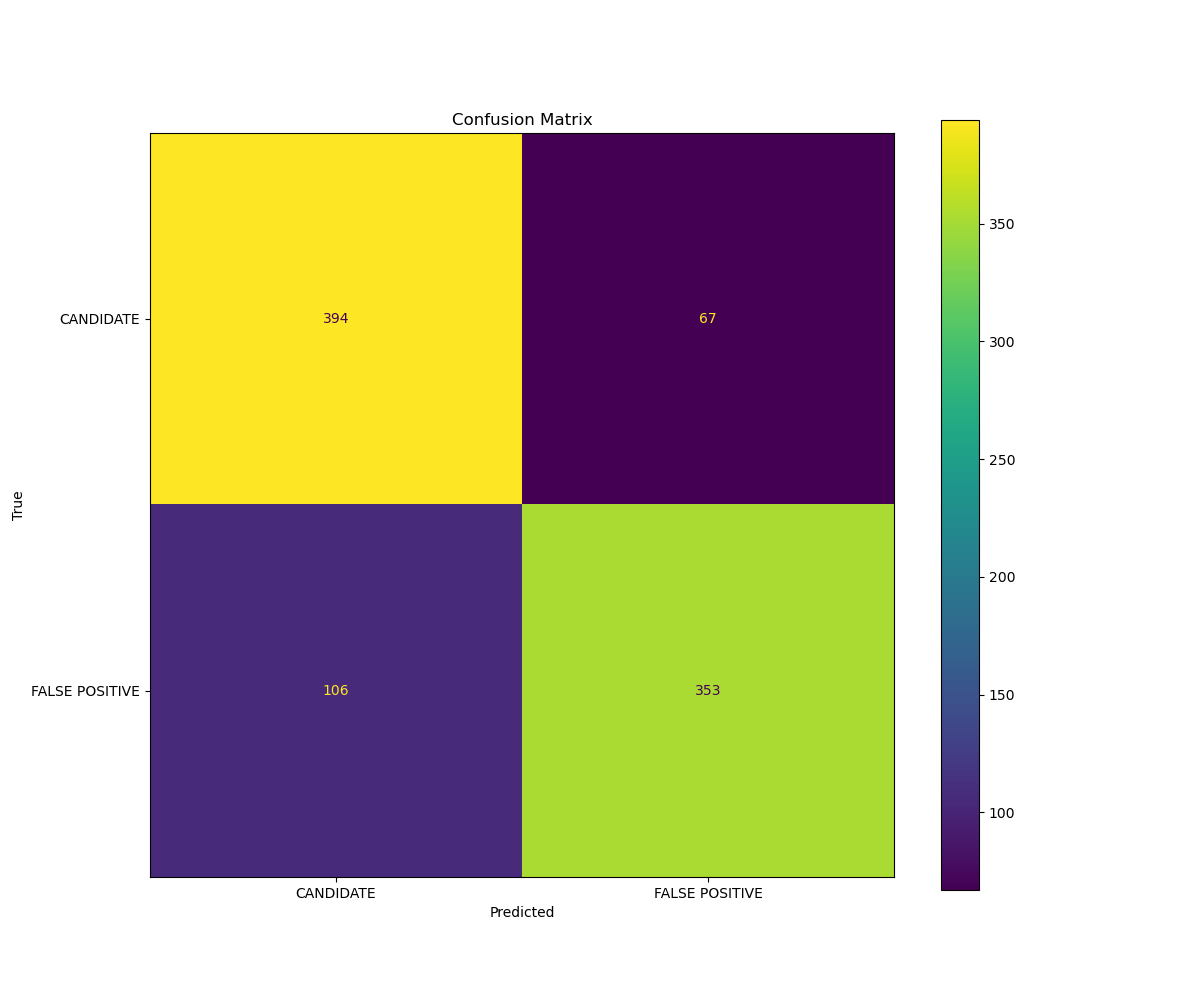 Confusion Matrix
CANDIDATE
394
67
True
FALSE POSITIVE
106
353
CANDIDATE
FALSE POSITIVE
Predicted
350
300
250
200
150
100